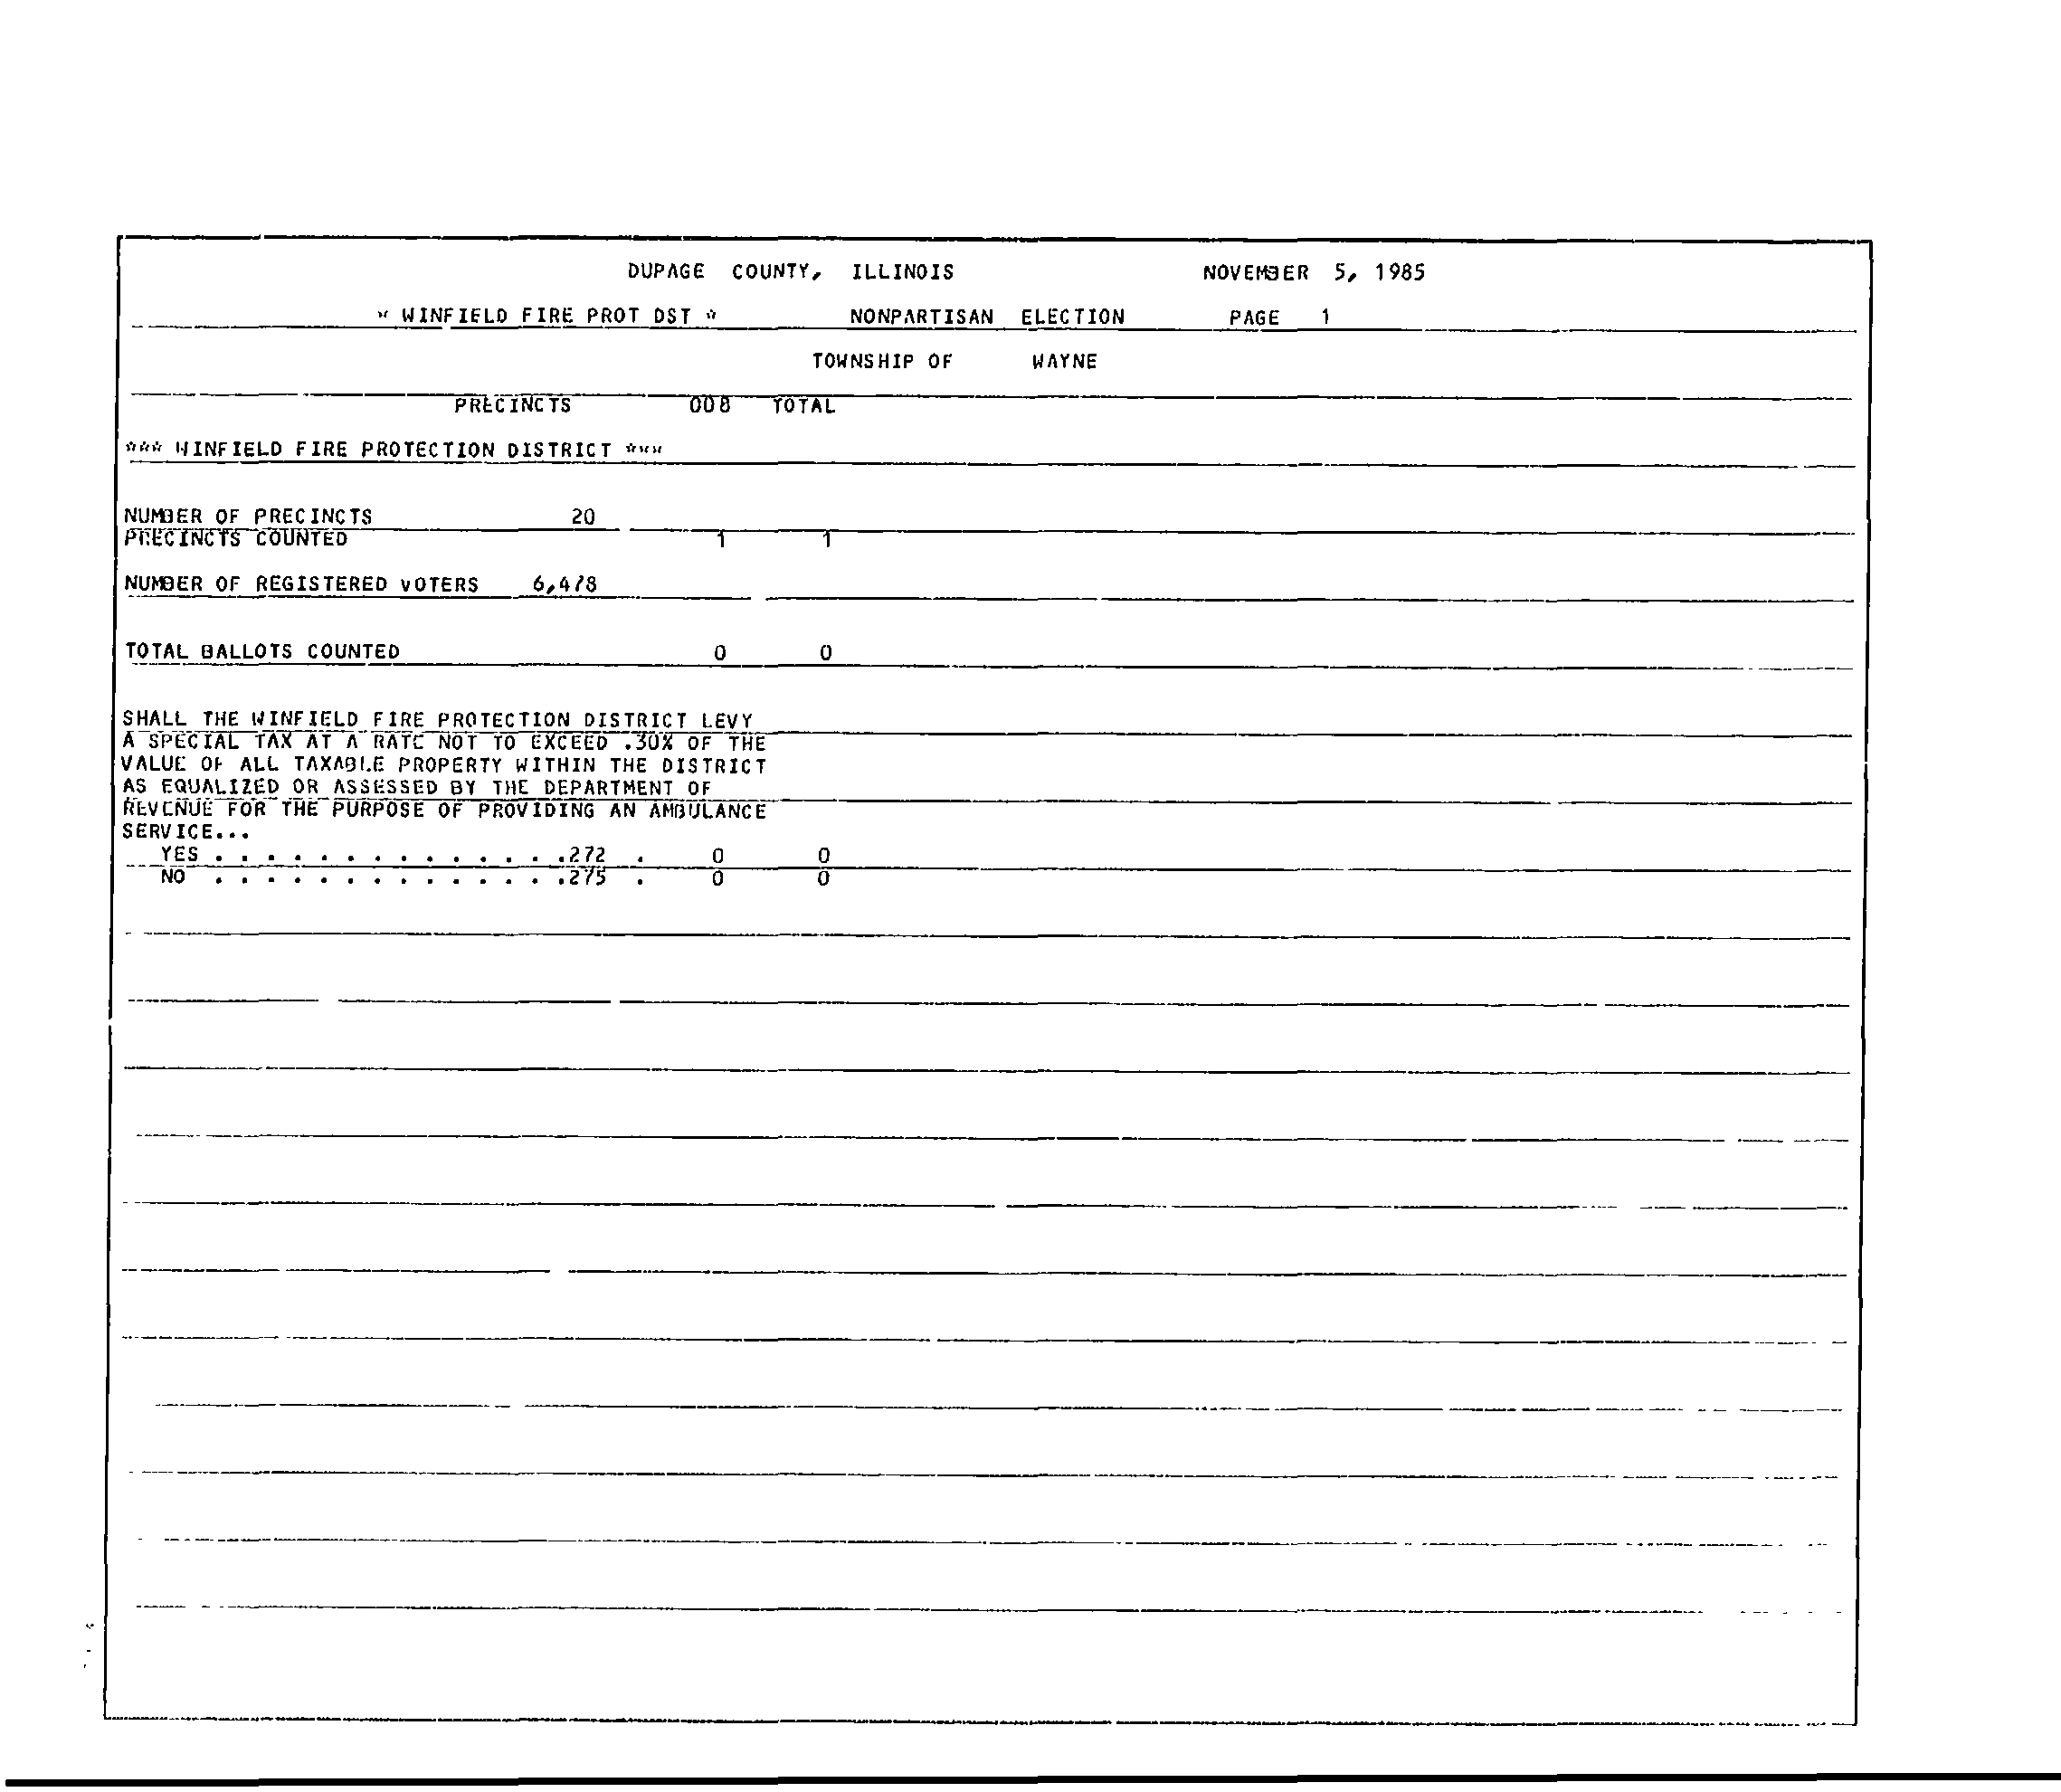 DUPAGE COUNTY, ILLINOIS NOVEMBER 5, 1985
* WINFIELD FIRE PROT DST * NONPARTISAN ELECTION PAGE 1
TOWNSHIP OF WAYNE
PRECINCTS 008 TOTAL
*** WINFIELD FIRE PROTECTION DISTRICT ***
NUMBER OF PRECINCTS 20
PRECINCTS COUNTED 1 1
NUMBER OF REGISTERED VOTERS 6,478
TOTAL BALLOTS COUNTED 0 0
SHALL THE WINFIELD FIRE PROTECTION DISTRICT LEVY
A SPECIAL TAX AT A RATE NOT TO EXCEED .30% OF THE
VALUE OF ALL TAXABLE PROPERTY WITHIN THE DISTRICT
AS EQUALIZED OR ASSESSED BY THE DEPARTMENT OF
REVENUE FOR THE PURPOSE OF PROVIDING AN AMBULANCE
SERVICE...
YES . . . . . . . . . . . . . .272 . 0 0
NO . . . . . . . . . . . . . .275 . 0 0